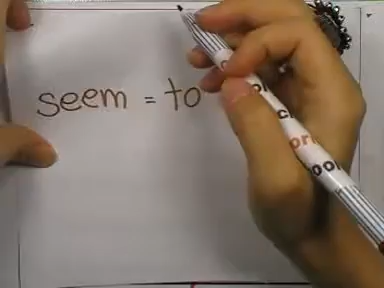 seem = to